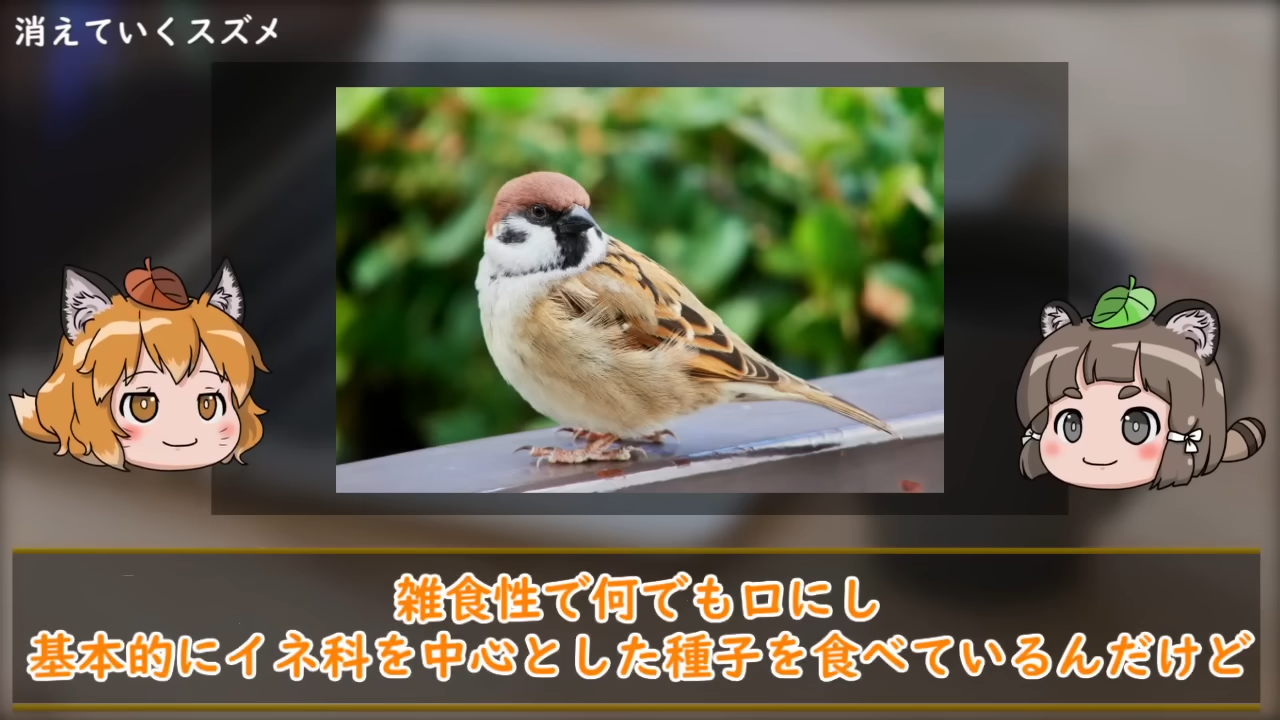 消えていくスズメ
雑食性で何でも口にし
基本的にイネ科を中心とした種子を食べているんだけど